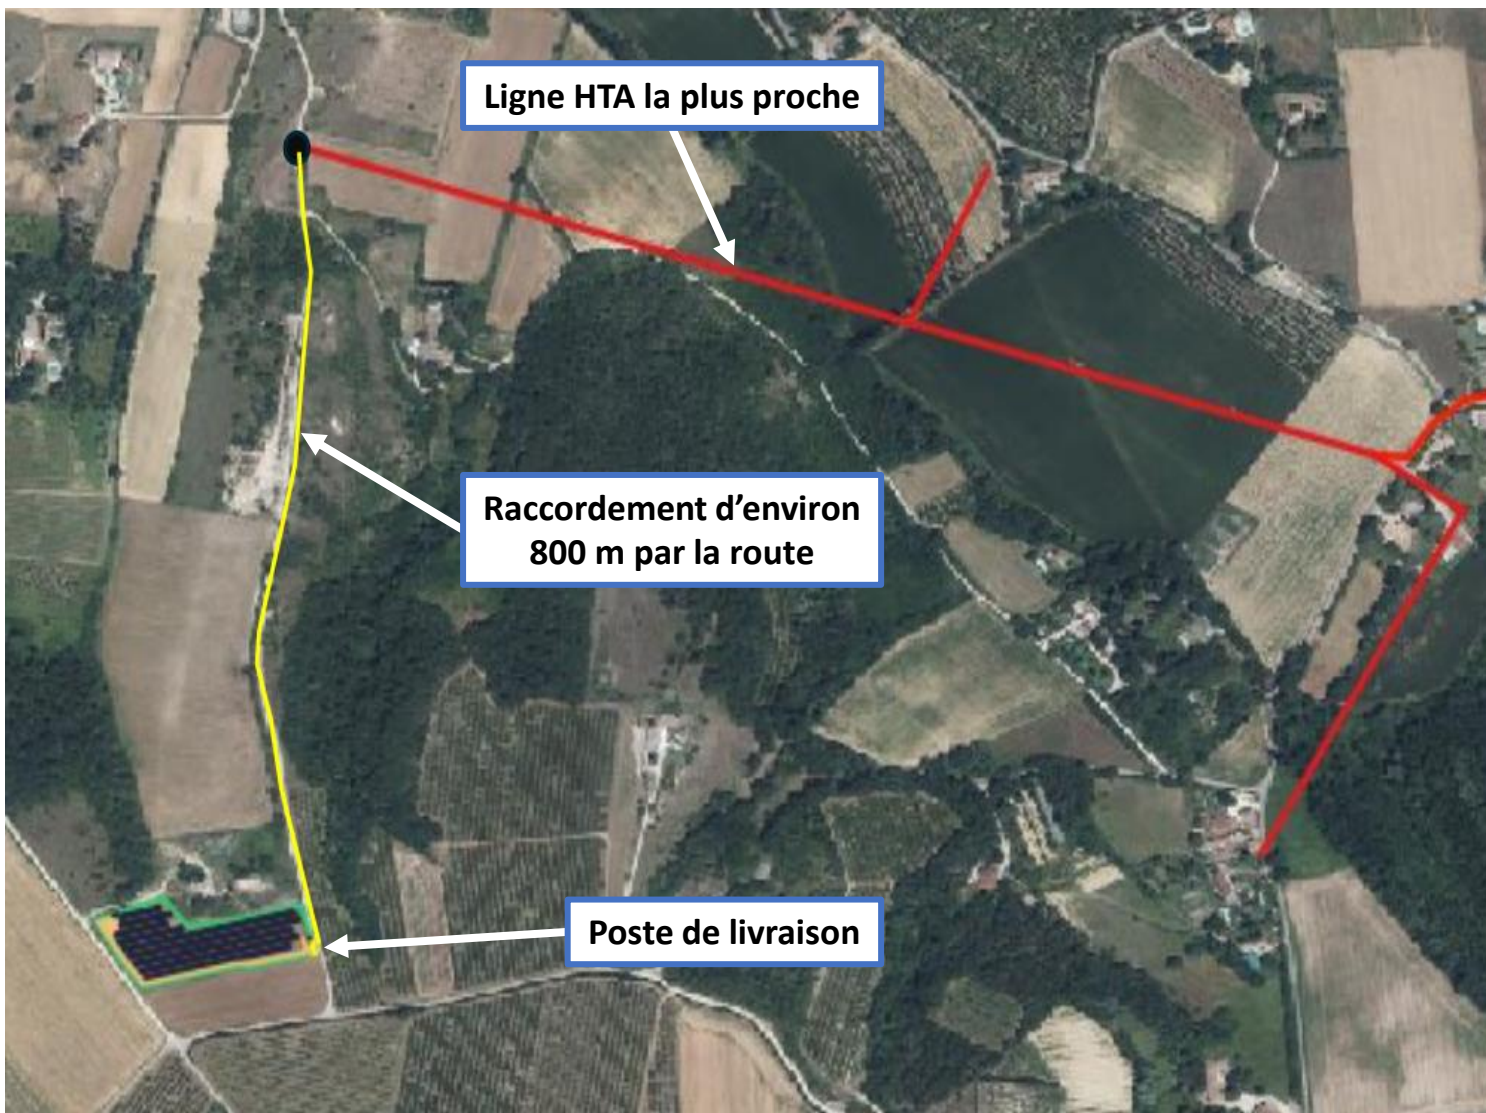 Ligne HTA la plus proche
Raccordement d’environ
800 m par la route
Poste de livraison